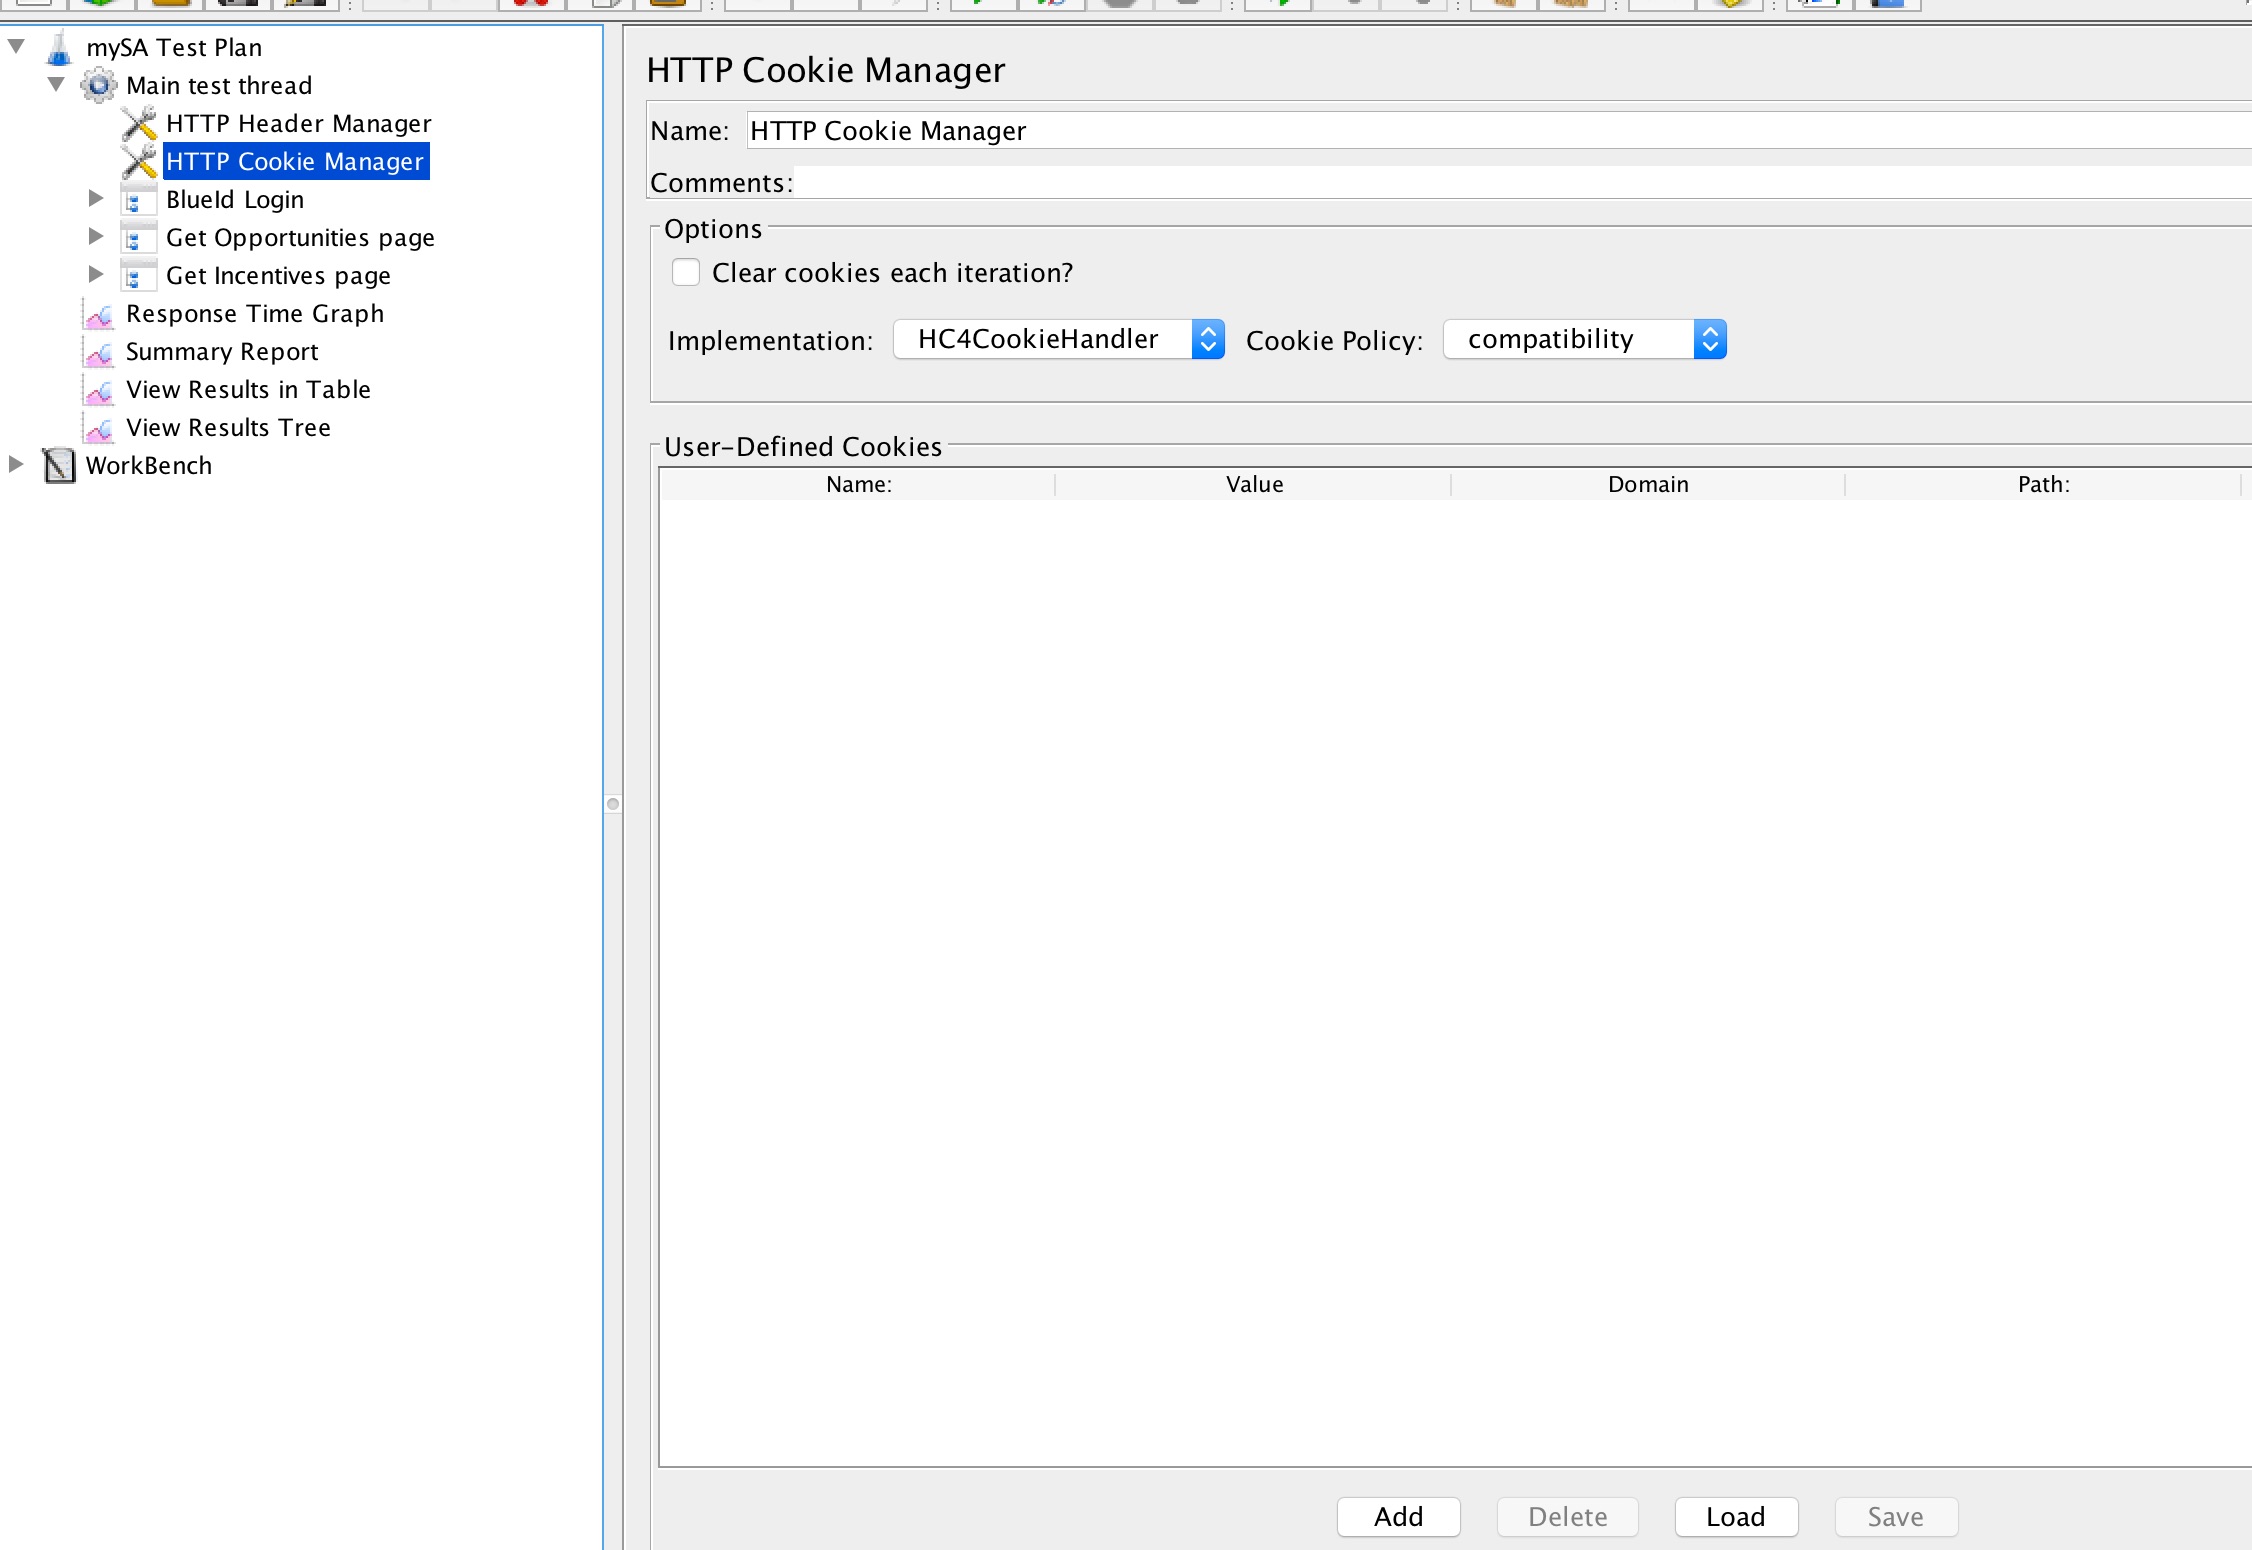 mySA Test Plan
Main test thread
HTTP Header Manager
HTTP Cookie Manager
BlueId Login
Get Opportunities page
Get Incentives page
Response Time Graph
Summary Report
View Results in Table
View Results Tree
WorkBench
HTTP Cookie Manager
Name: HTTP Cookie Manager
Comments:
Options
Clear cookies each iteration?
Implementation: HC4CookieHandler Cookie Policy: compatibility
User-Defined Cookies
Name: Value Domain Path:
Add Delete Load Save